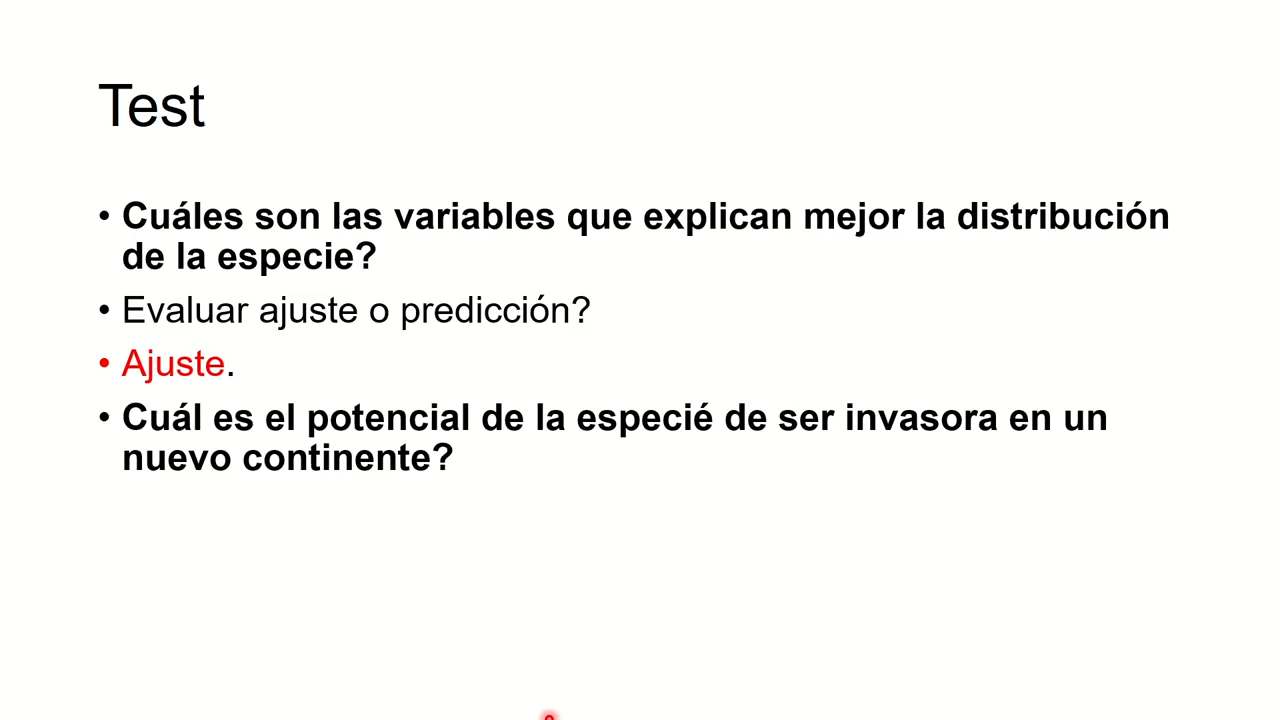 Test
• Cuáles son las variables que explican mejor la distribución
de la especie?
• Evaluar ajuste o predicción?
• Ajuste.
• Cuál es el potencial de la especié de ser invasora en un
nuevo continente?